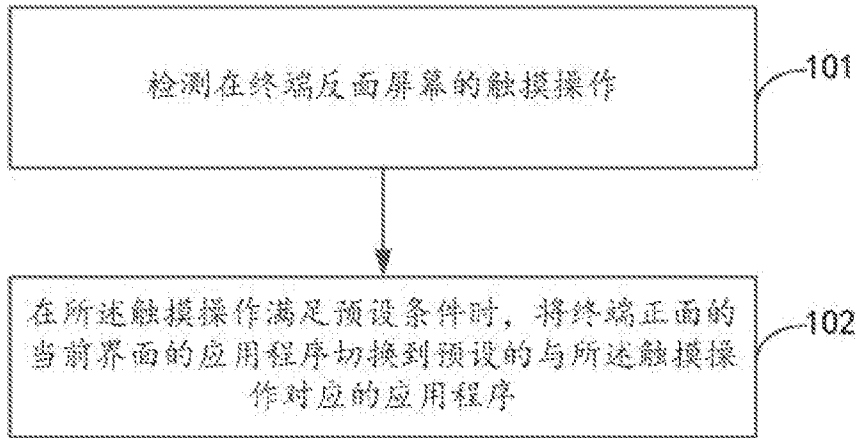 检测在终端反面屏幕的触摸操作
101
在所述触摸操作满足预设条件时，将终端正面的
当前界面的应用程序切换到预设的与所述触摸操
作对应的应用程序
102